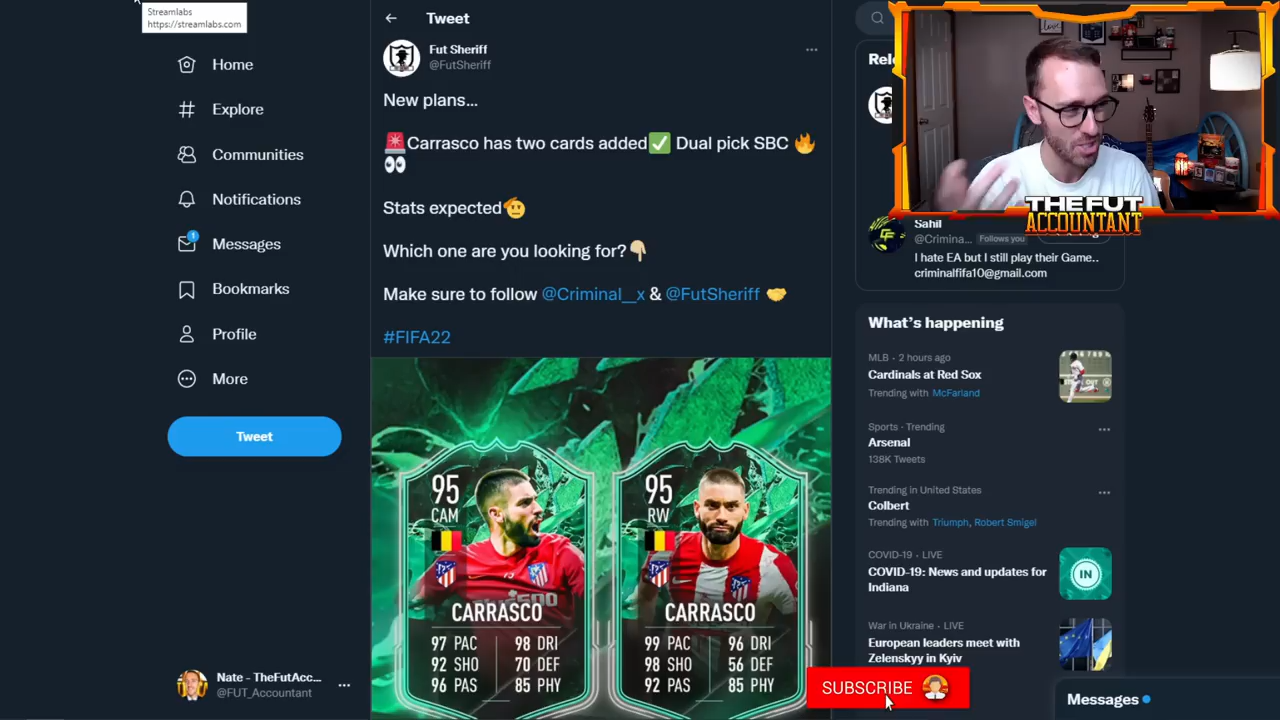 Streamlabs
https://streamlabs.com
Home
Explore
Communities
Notifications
1
Messages
Bookmarks
Profile
More
Tweet
Nate - TheFutAcc...
@FUT_Accountant
Tweet
Fut Sheriff
@FutSheriff
New plans...
🚨Carrasco has two cards added✅ Dual pick SBC 🔥
👀
Stats expected🫡
Which one are you looking for?👇🏼
Make sure to follow @Criminal__x & @FutSheriff 🤝
#FIFA22
95
CAM
CARRASCO
97 PAC 98 DRI
92 SHO 70 DEF
96 PAS 85 PHY
95
RW
CARRASCO
99 PAC 96 DRI
98 SHO 56 DEF
92 PAS 85 PHY
SUBSCRIBE
THE FUT
ACCOUNTANT
Sahil
@Crimina... Follows you
I hate EA but I still play their Game..
criminalfifa10@gmail.com
What's happening
MLB · 2 hours ago
Cardinals at Red Sox
Trending with McFarland
Sports · Trending
Arsenal
138K Tweets
Trending in United States
Colbert
Trending with Triumph, Robert Smigel
COVID-19 · LIVE
COVID-19: News and updates for
Indiana
IN
War in Ukraine · LIVE
European leaders meet with
Zelenskyy in Kyiv
Messages